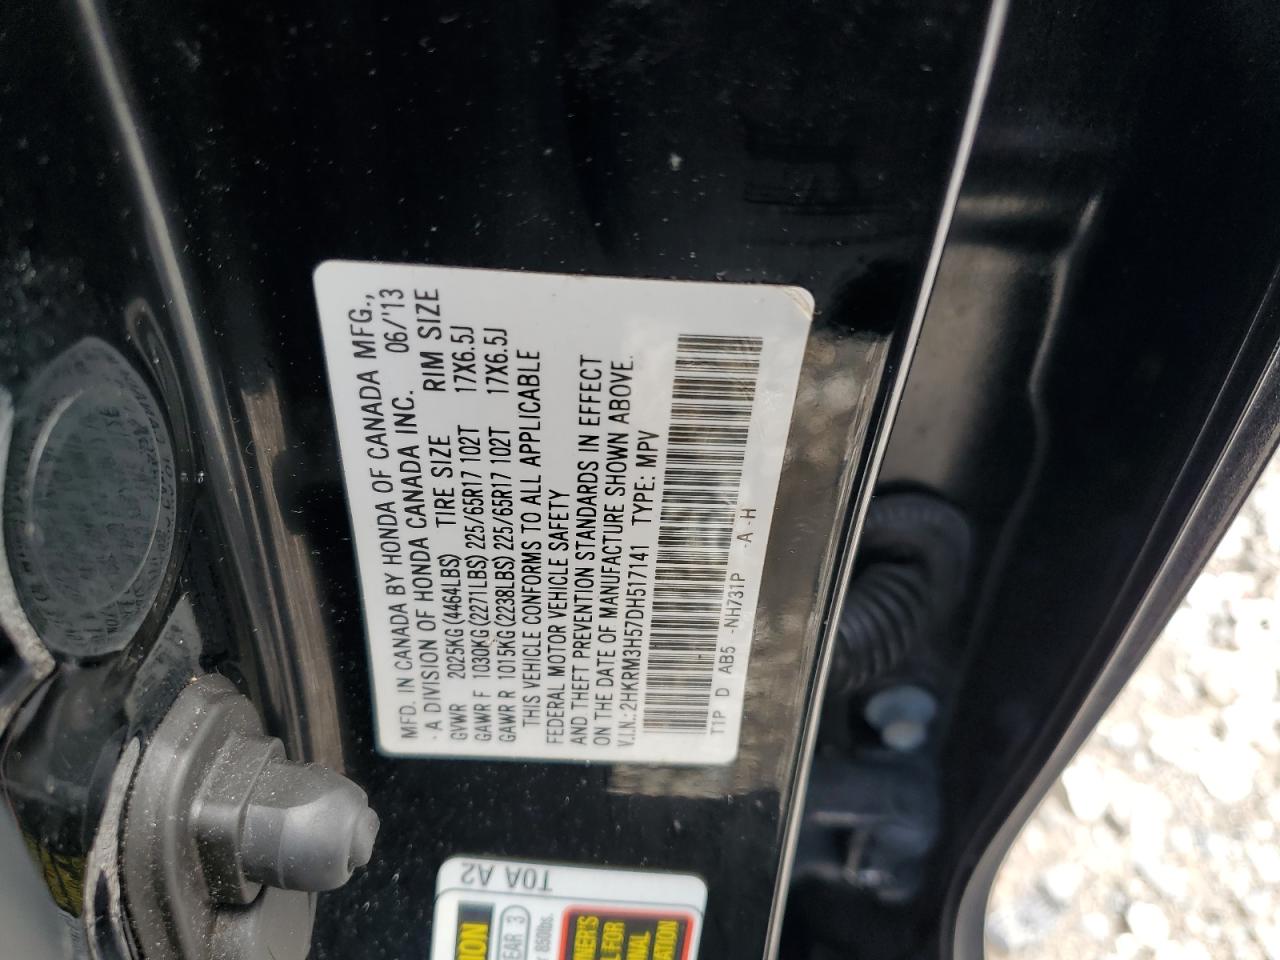 MFD. IN CANADA BY HONDA OF CANADA MFG.,
- A DIVISION OF HONDA CANADA INC. 06/'13
GVWR 2025KG(4464LBS) TIRE SIZE RIM SIZE
GAWR F 1030KG(2271LBS) 225/65R17 102T 17X6.5J
GAWR R 1015KG(2238LBS) 225/65R17 102T 17X6.5J
THIS VEHICLE CONFORMS TO ALL APPLICABLE
FEDERAL MOTOR VEHICLE SAFETY
AND THEFT PREVENTION STANDARDS IN EFFECT
ON THE DATE OF MANUFACTURE SHOWN ABOVE.
V.I.N.: 2HKRM3H57DH517141 TYPE: MPV
T1P D AB5 -NH731P -A -H
T0A A2
EAR 3
850lbs.